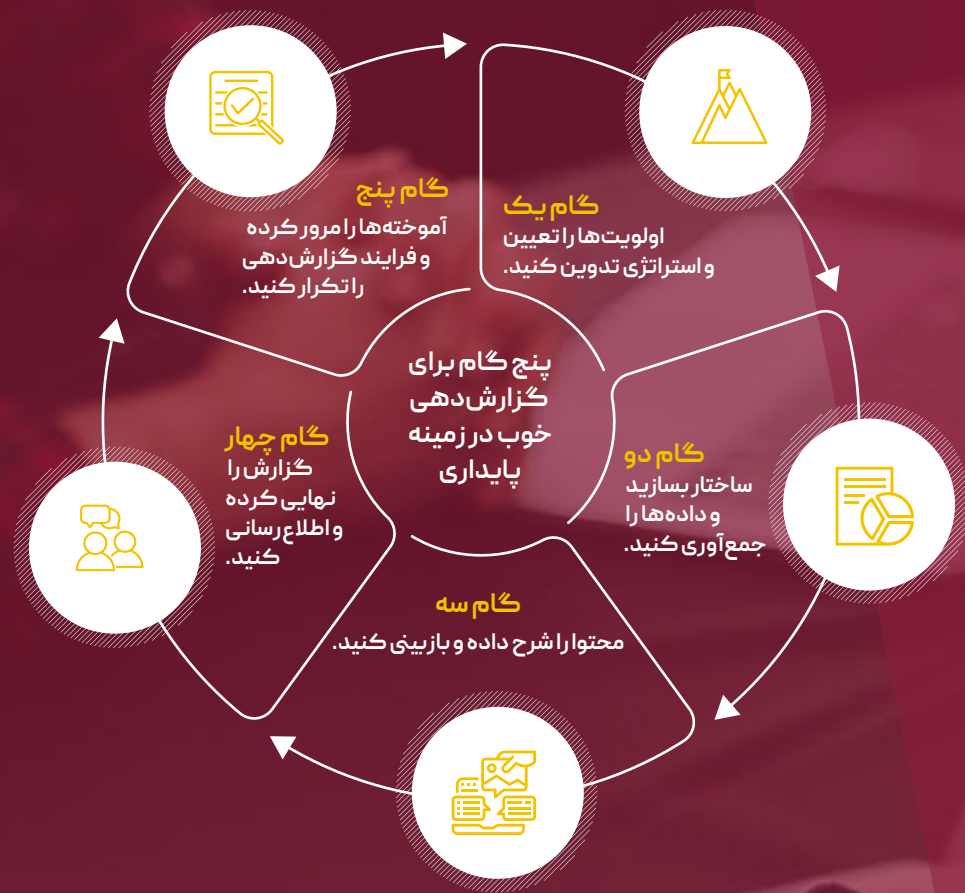 پنج گام برای
گزارش‌دهی
خوب در زمینه
پایداری
گام یک
اولویت‌ها را تعیین
و استراتژی تدوین کنید.
گام دو
ساختار بسازید
و داده‌ها را
جمع‌آوری کنید.
گام سه
محتوا را شرح داده و بازبینی کنید.
گام چهار
گزارش را
نهایی کرده
و اطلاع‌رسانی
کنید.
گام پنج
آموخته‌ها را مرور کرده
و فرایند گزارش‌دهی
را تکرار کنید.